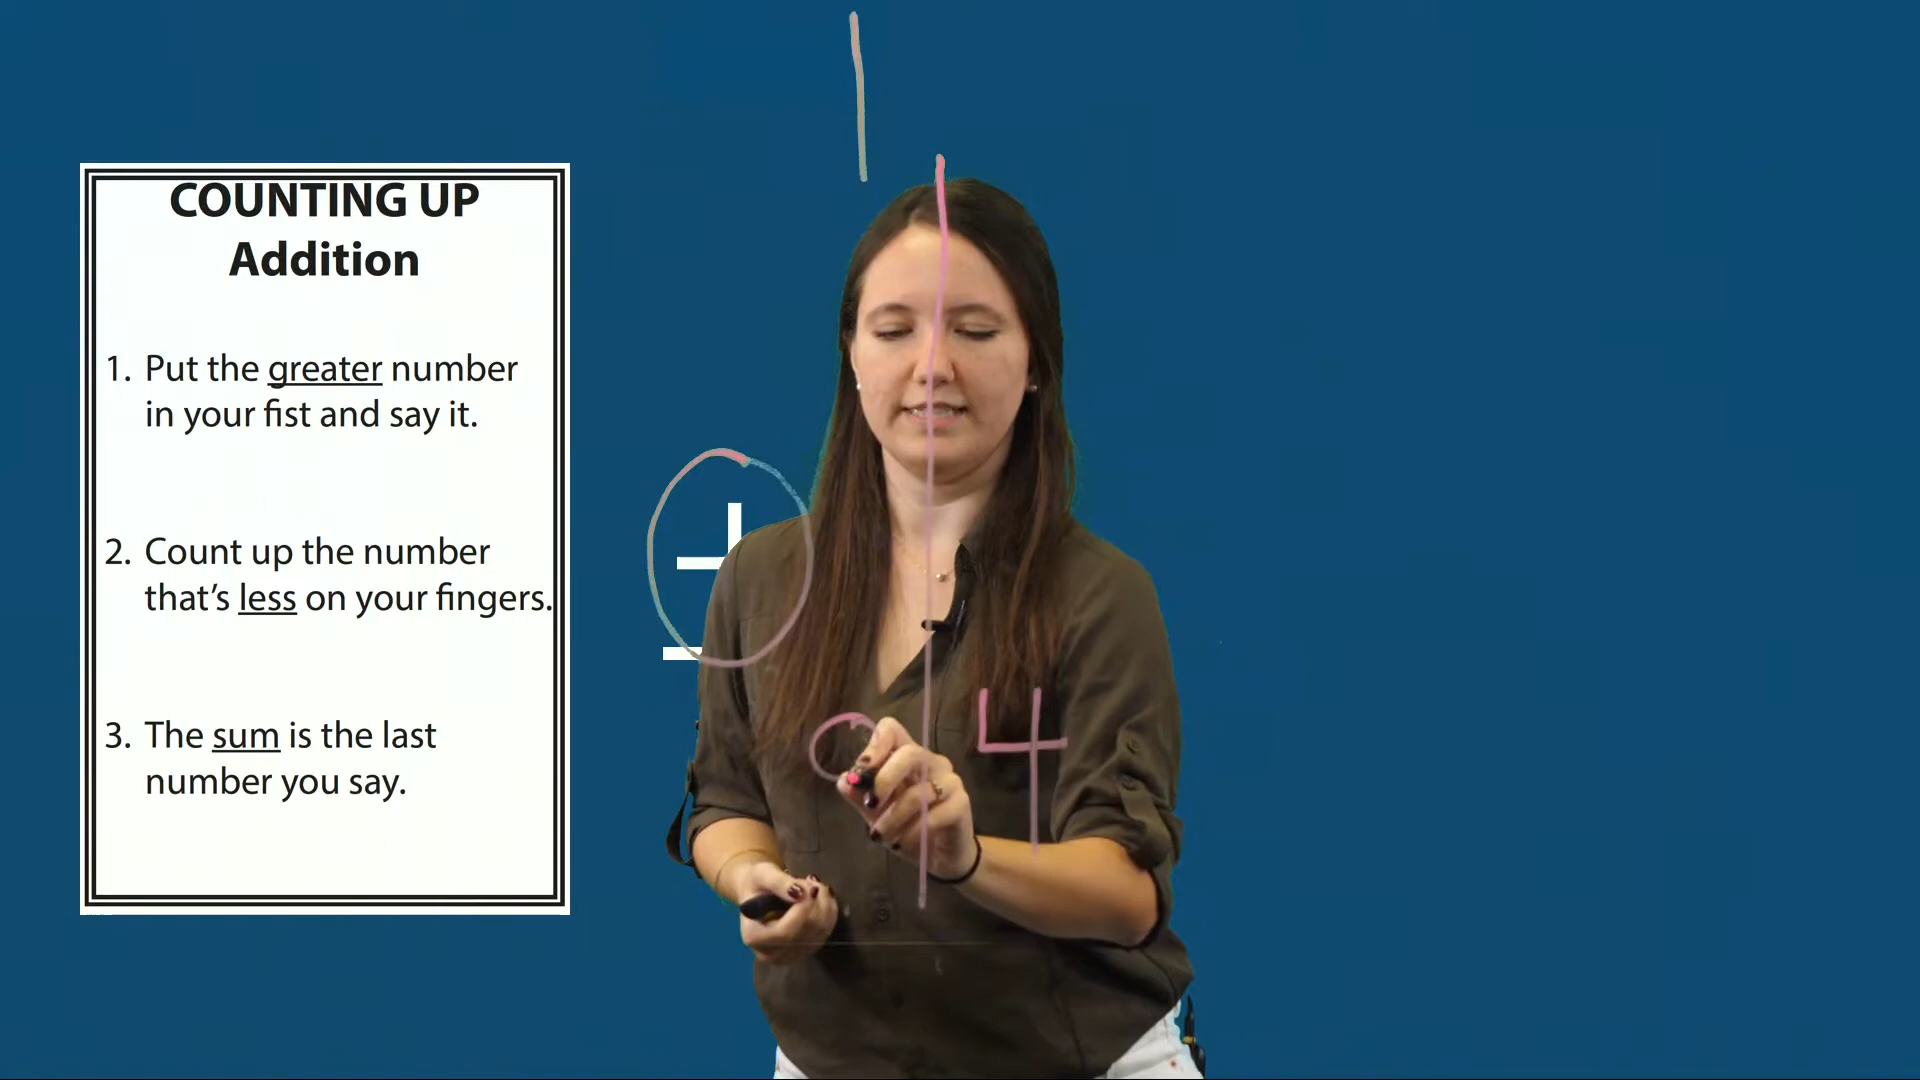 1
COUNTING UP
Addition
1. Put the greater number
in your fist and say it.
2. Count up the number
that's less on your fingers.
3. The sum is the last
number you say.
+
4